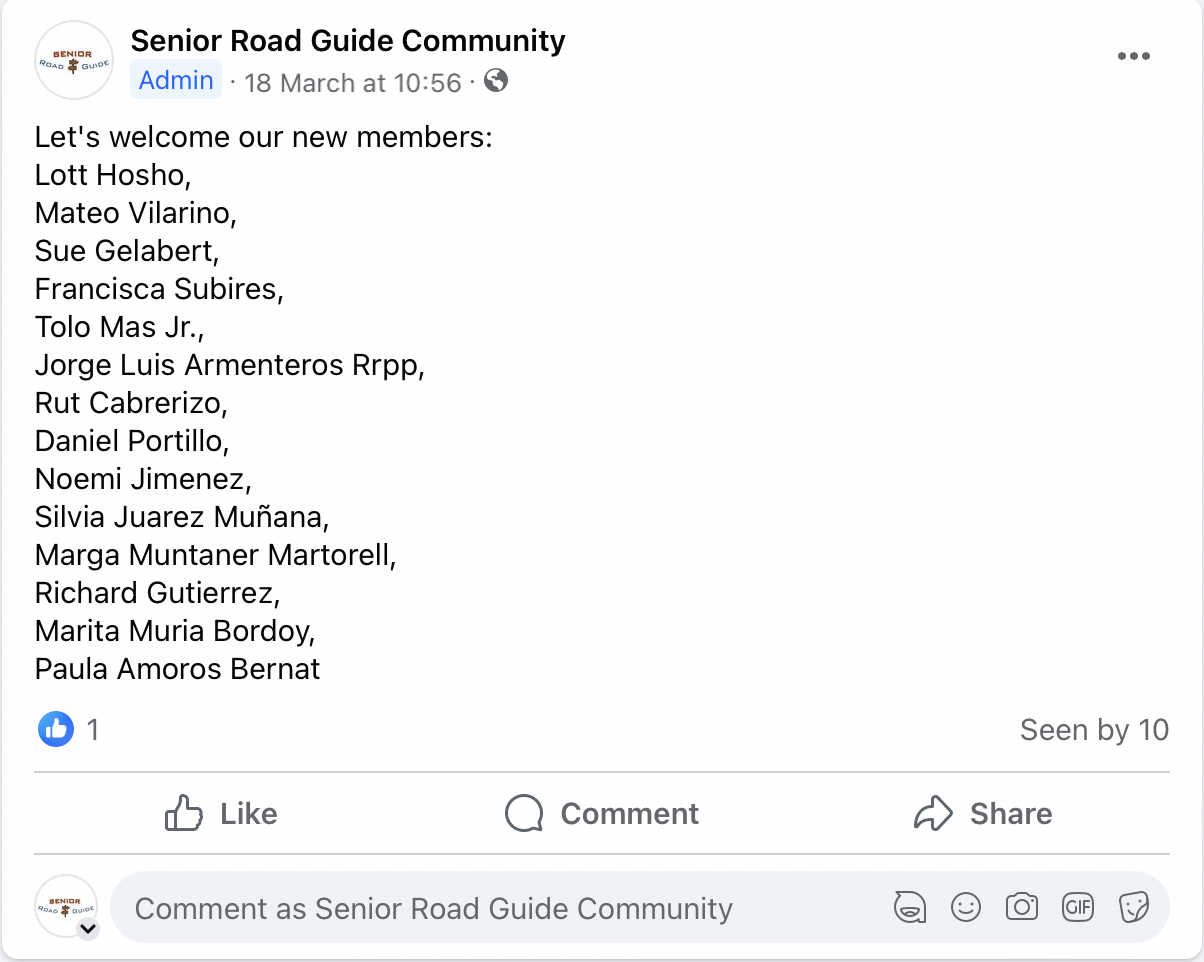 SENIOR
ROAD GUIDE
Senior Road Guide Community
Admin · 18 March at 10:56 ·
Let's welcome our new members:
Lott Hosho,
Mateo Vilarino,
Sue Gelabert,
Francisca Subires,
Tolo Mas Jr.,
Jorge Luis Armenteros Rrpp,
Rut Cabrerizo,
Daniel Portillo,
Noemi Jimenez,
Silvia Juarez Muñana,
Marga Muntaner Martorell,
Richard Gutierrez,
Marita Muria Bordoy,
Paula Amoros Bernat
1 Seen by 10
Like Comment Share
SENIOR
ROAD GUIDE
Comment as Senior Road Guide Community GIF